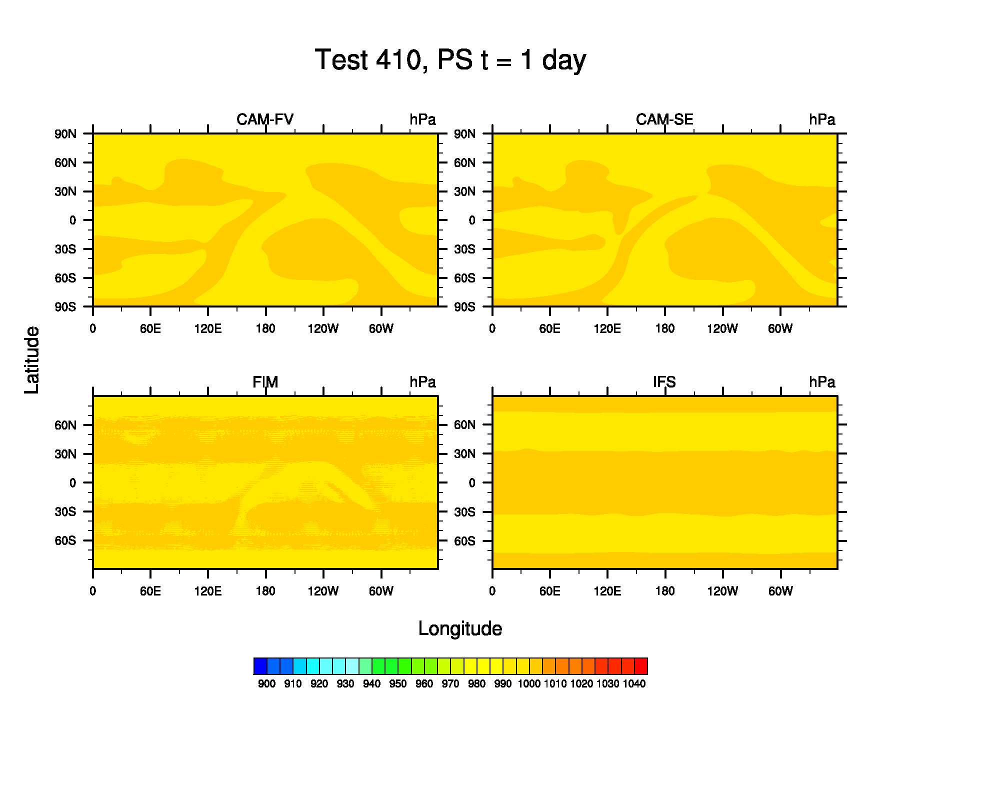 Test 410, PS t = 1 day
CAM-FV hPa
CAM-SE hPa
90N 90N
60N 60N
30N 30N
0 0
30S 30S
60S 60S
90S 90S
0 60E 120E 180 120W 60W
0 60E 120E 180 120W 60W
Latitude
FIM hPa
IFS hPa
60N 60N
30N 30N
0 0
30S 30S
60S 60S
0 60E 120E 180 120W 60W
0 60E 120E 180 120W 60W
Longitude
900 910 920 930 940 950 960 970 980 990 1000 1010 1020 1030 1040